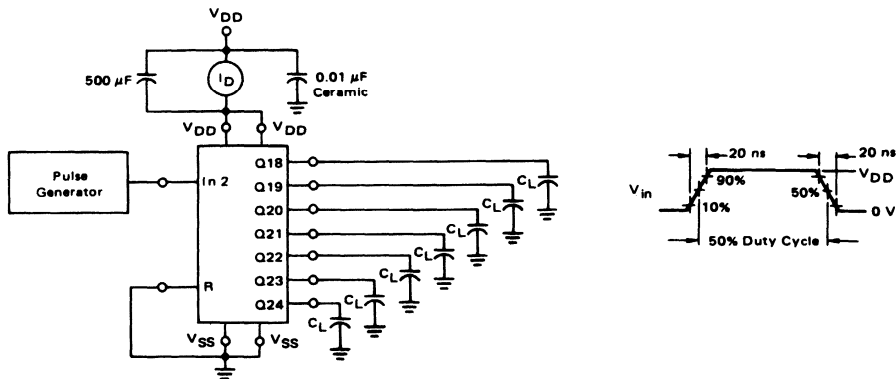 VDD
500 µF
ID
0.01 µF
Ceramic
VDD
VDD
Pulse
Generator
In 2
R
Q18
Q19
Q20
Q21
Q22
Q23
Q24
CL
CL
CL
CL
CL
CL
CL
VSS
VSS
20 ns
20 ns
Vin
90%
10%
50%
VDD
0 V
50% Duty Cycle